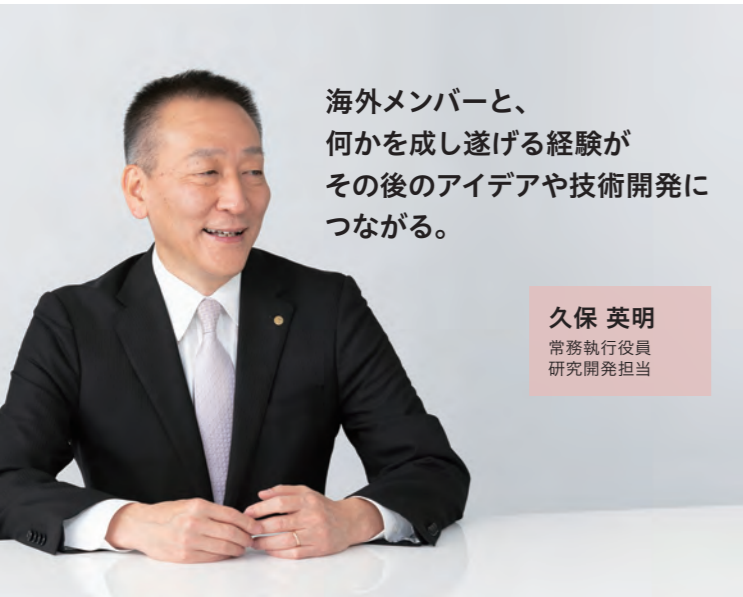 海外メンバーと、
何かを成し遂げる経験が
その後のアイデアや技術開発に
つながる。
久保 英明
常務執行役員
研究開発担当